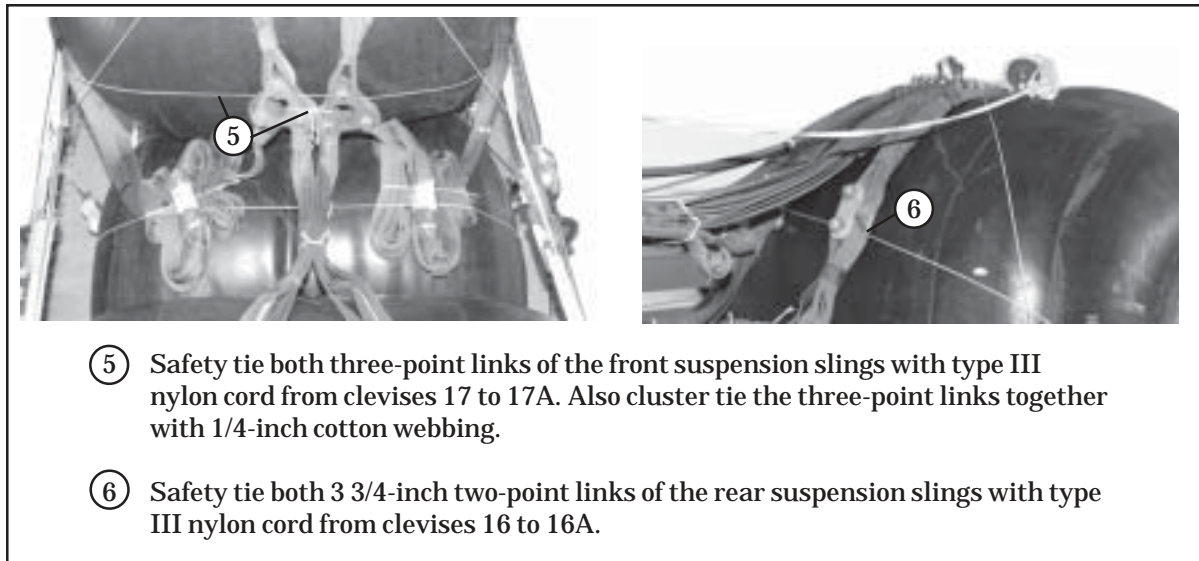 5
6
5 Safety tie both three-point links of the front suspension slings with type III
nylon cord from clevises 17 to 17A. Also cluster tie the three-point links together
with 1/4-inch cotton webbing.
6 Safety tie both 3 3/4-inch two-point links of the rear suspension slings with type
III nylon cord from clevises 16 to 16A.